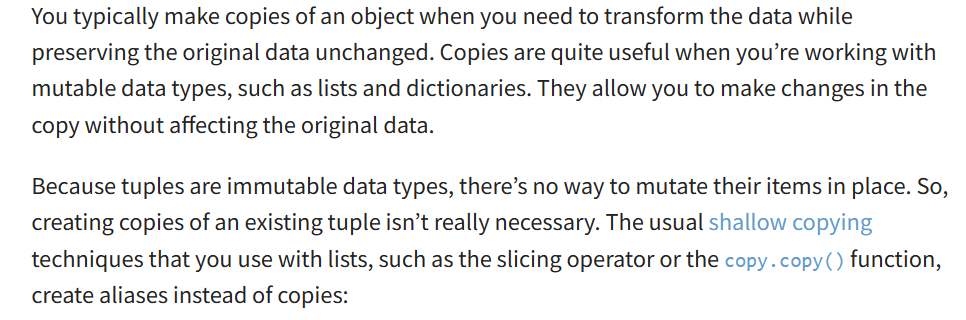 You typically make copies of an object when you need to transform the data while
preserving the original data unchanged. Copies are quite useful when you’re working with
mutable data types, such as lists and dictionaries. They allow you to make changes in the
copy without affecting the original data.
Because tuples are immutable data types, there’s no way to mutate their items in place. So,
creating copies of an existing tuple isn’t really necessary. The usual shallow copying
techniques that you use with lists, such as the slicing operator or the copy.copy() function,
create aliases instead of copies: